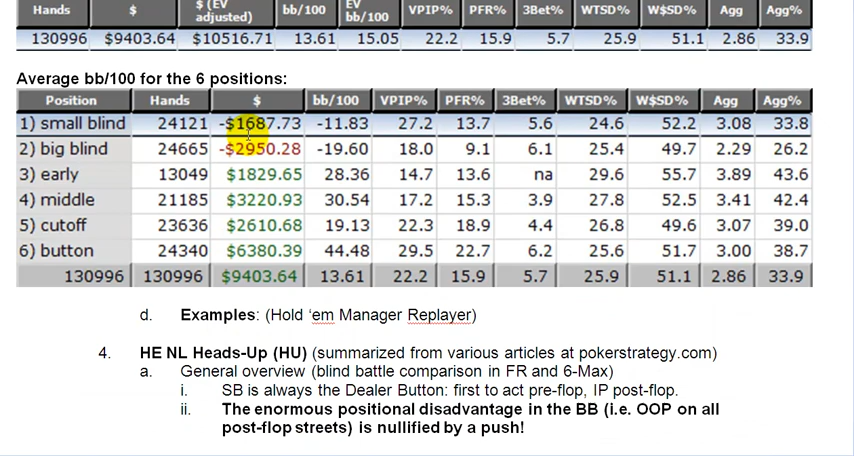 Hands $ $ (EV adjusted) bb/100 EV bb/100 VPIP% PFR% 3Bet% WTSD% W$SD% Agg Agg%
130996 $9403.64 $10516.71 13.61 15.05 22.2 15.9 5.7 25.9 51.1 2.86 33.9
Average bb/100 for the 6 positions:
Position Hands $ bb/100 VPIP% PFR% 3Bet% WTSD% W$SD% Agg Agg%
1) small blind 24121 -$1687.73 -11.83 27.2 13.7 5.6 24.6 52.2 3.08 33.8
2) big blind 24665 -$2950.28 -19.60 18.0 9.1 6.1 25.4 49.7 2.29 26.2
3) early 13049 $1829.65 28.36 14.7 13.6 na 29.6 55.7 3.89 43.6
4) middle 21185 $3220.93 30.54 17.2 15.3 3.9 27.8 52.5 3.41 42.4
5) cutoff 23636 $2610.68 19.13 22.3 18.9 4.4 26.8 49.6 3.07 39.0
6) button 24340 $6380.39 44.48 29.5 22.7 6.2 25.6 51.7 3.00 38.7
130996 130996 $9403.64 13.61 22.2 15.9 5.7 25.9 51.1 2.86 33.9
d. Examples: (Hold ‘em Manager Replayer)
4. HE NL Heads-Up (HU) (summarized from various articles at pokerstrategy.com)
a. General overview (blind battle comparison in FR and 6-Max)
i. SB is always the Dealer Button: first to act pre-flop, IP post-flop.
ii. The enormous positional disadvantage in the BB (i.e. OOP on all
post-flop streets) is nullified by a push!